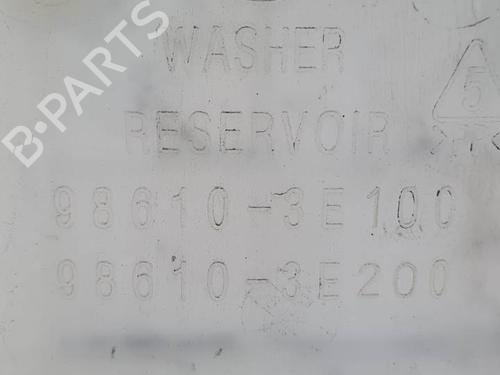 B-PARTS
WASHER
RESERVOIR
5
98610-3E100
98610-3E200